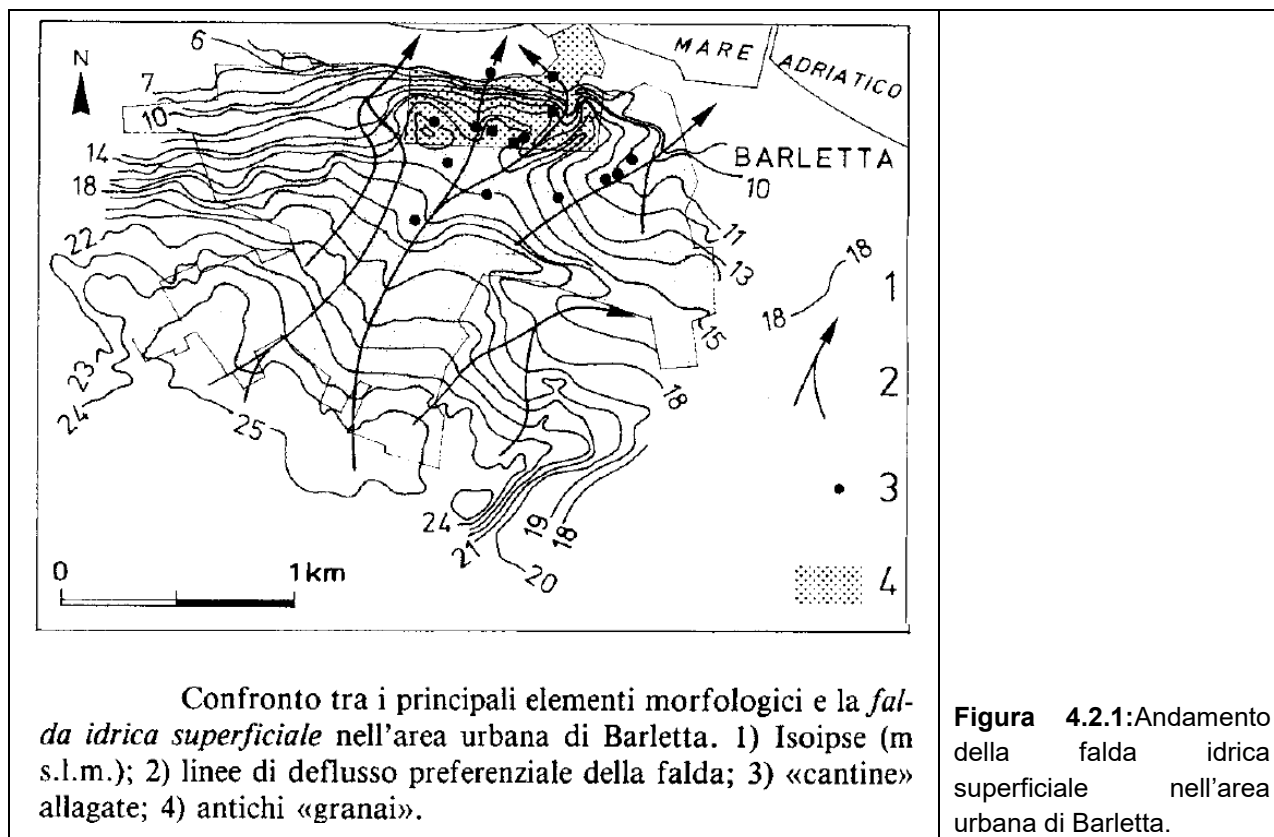 6
N
MARE
ADRIATICO
7
10
14
BARLETTA
18
10
22
11
13
18
1
18
15
23
24
2
18
25
3
24
19
18
21
20
0
1 km
4
Confronto tra i principali elementi morfologici e la fal-
da idrica superficiale nell'area urbana di Barletta. 1) Isoipse (m
s.l.m.); 2) linee di deflusso preferenziale della falda; 3) «cantine»
allagate; 4) antichi «granai».
Figura 4.2.1:Andamento
della falda idrica
superficiale nell'area
urbana di Barletta.